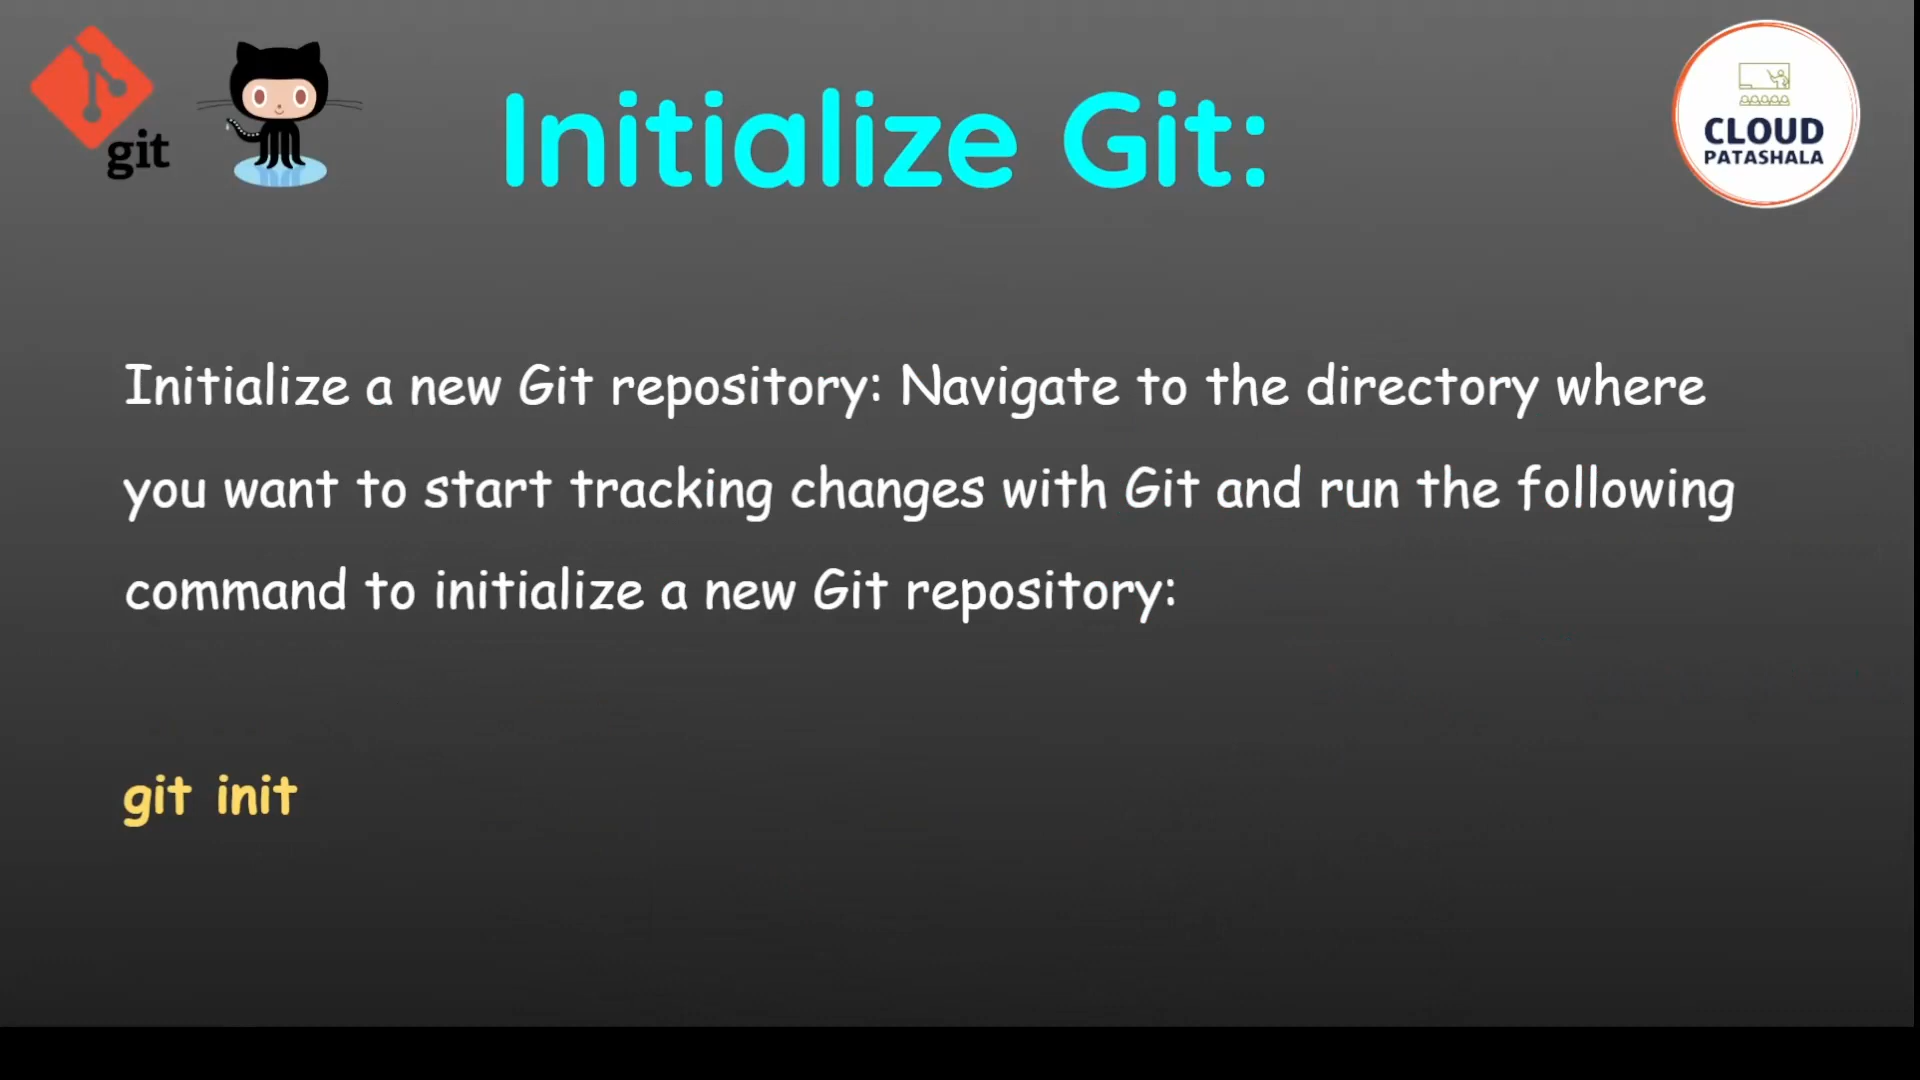 git
Initialize Git:
CLOUD
PATASHALA
Initialize a new Git repository: Navigate to the directory where
you want to start tracking changes with Git and run the following
command to initialize a new Git repository:
git init